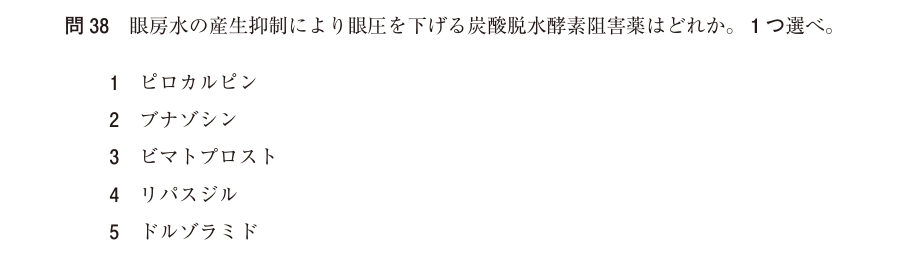 問 38　眼房水の産生抑制により眼圧を下げる炭酸脱水酵素阻害薬はどれか。1つ選べ。
1　ピロカルピン
2　ブナゾシン
3　ビマトプロスト
4　リパスジル
5　ドルゾラミド